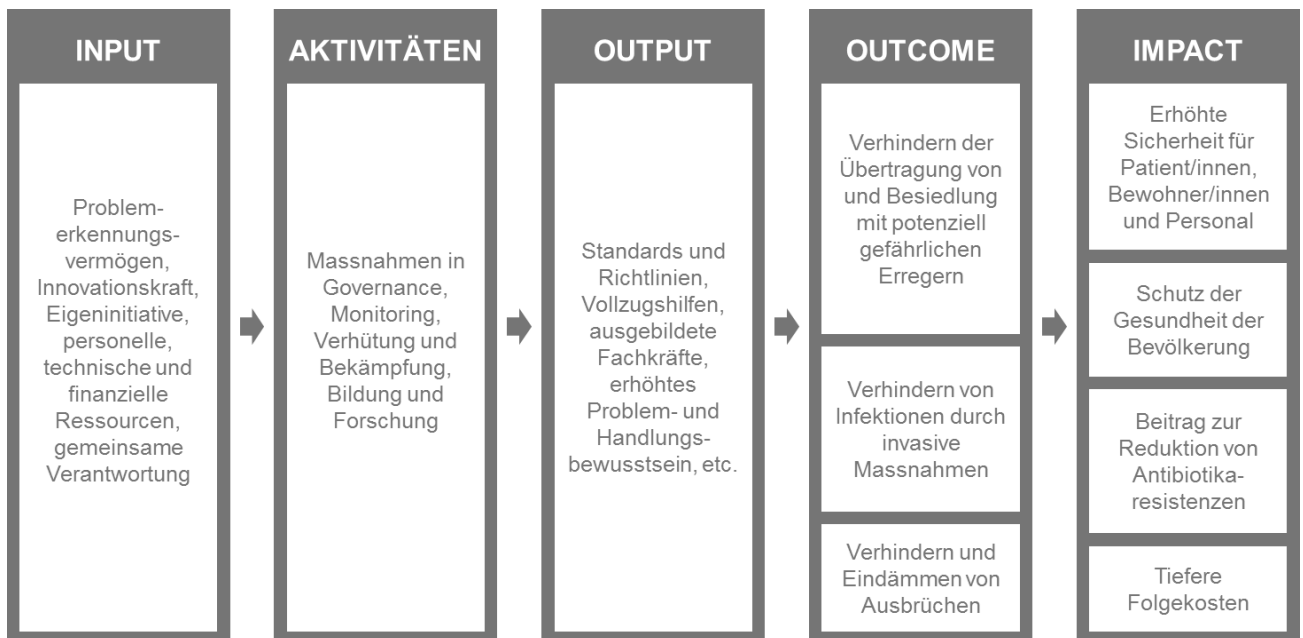 INPUT
Problem-
erkennungs-
vermögen,
Innovationskraft,
Eigeninitiative,
personelle,
technische und
finanzielle
Ressourcen,
gemeinsame
Verantwortung
AKTIVITÄTEN
Massnahmen in
Governance,
Monitoring,
Verhütung und
Bekämpfung,
Bildung und
Forschung
OUTPUT
Standards und
Richtlinien,
Vollzugshilfen,
ausgebildete
Fachkräfte,
erhöhtes
Problem- und
Handlungs-
bewusstsein, etc.
OUTCOME
Verhindern der
Übertragung von
und Besiedlung
mit potenziell
gefährlichen
Erregern
Verhindern von
Infektionen durch
invasive
Massnahmen
Verhindern und
Eindämmen von
Ausbrüchen
IMPACT
Erhöhte
Sicherheit für
Patient/innen,
Bewohner/innen
und Personal
Schutz der
Gesundheit der
Bevölkerung
Beitrag zur
Reduktion von
Antibiotika-
resistenzen
Tiefere
Folgekosten